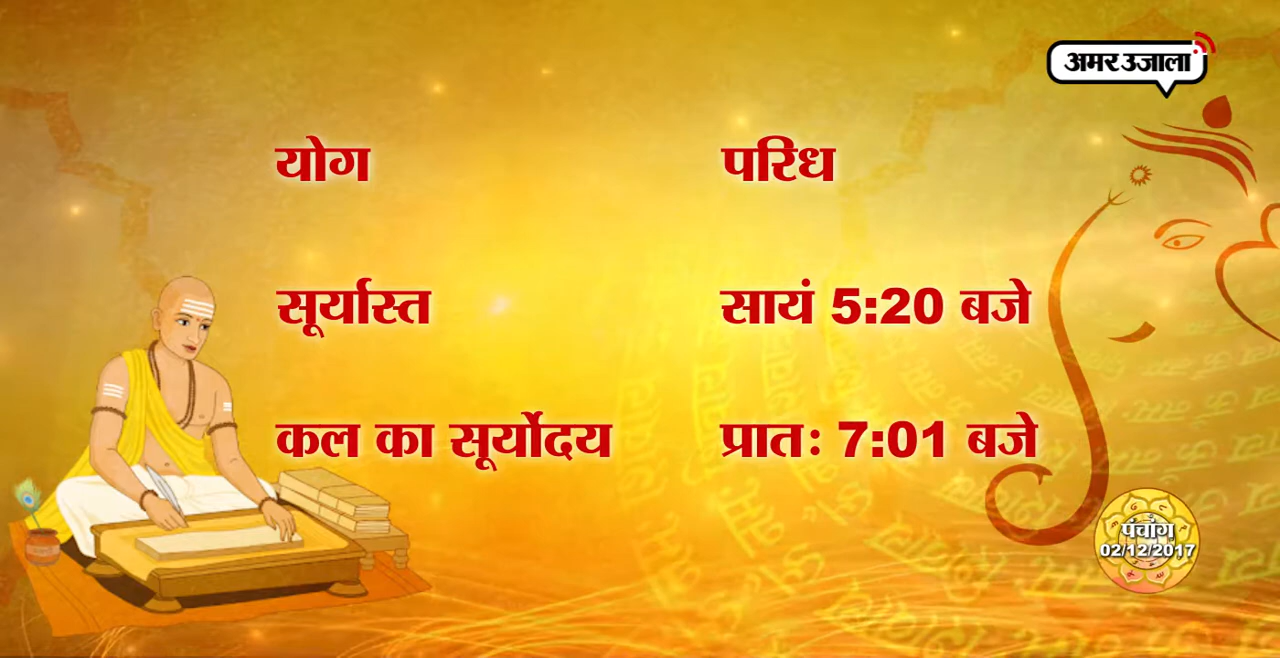 अमर उजाला
योग परिध
सूर्यास्त सायं 5:20 बजे
कल का सूर्योदय प्रातः 7:01 बजे
पंचांग
02/12/2017